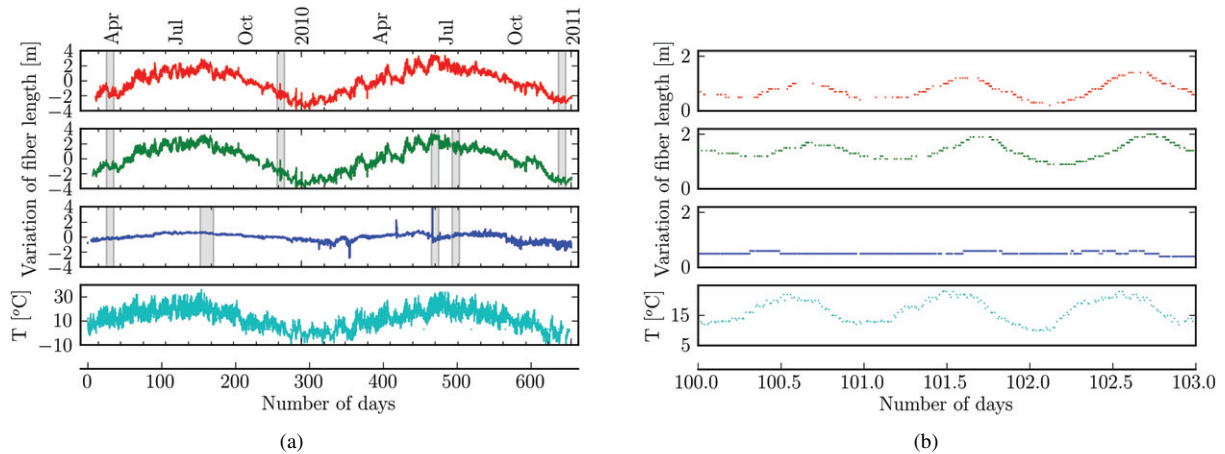 Apr Jul Oct 2010 Apr Jul Oct 2011
Variation of fiber length [m]
4 2 0 −2 −4
4 2 0 −2 −4
4 2 0 −2 −4
T [°C]
30 10 −10
0 100 200 300 400 500 600
Number of days
(a)
Variation of fiber length [m]
2 0
2 0
2 0
T [°C]
15 5
100.0 100.5 101.0 101.5 102.0 102.5 103.0
Number of days
(b)